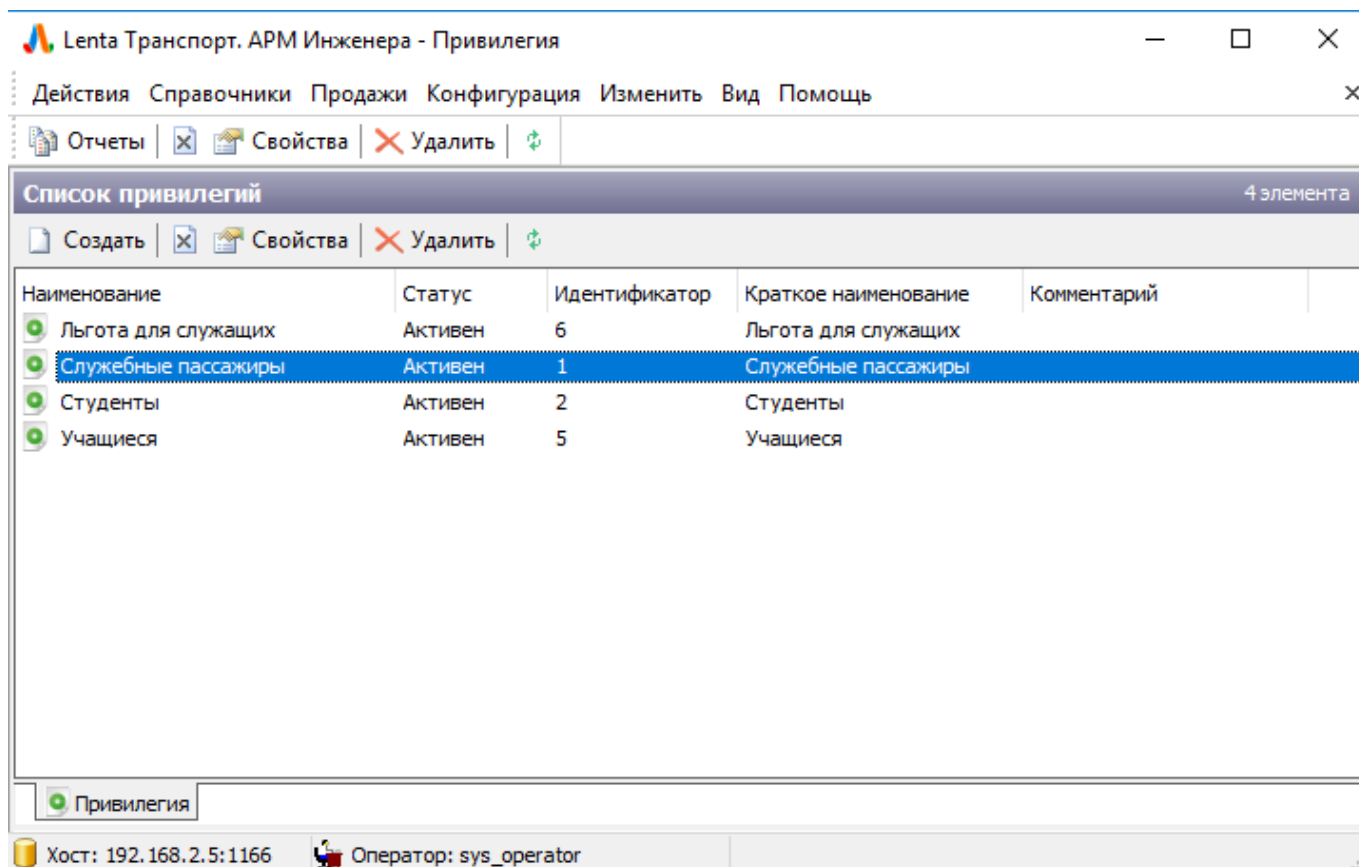 Lenta Транспорт. АРМ Инженера - Привилегия
Действия Справочники Продажи Конфигурация Изменить Вид Помощь
Отчеты Свойства Удалить
Список привилегий 4 элемента
Создать Свойства Удалить
Наименование Статус Идентификатор Краткое наименование Комментарий
Льгота для служащих Активен 6 Льгота для служащих
Служебные пассажиры Активен 1 Служебные пассажиры
Студенты Активен 2 Студенты
Учащиеся Активен 5 Учащиеся
Привилегия
Хост: 192.168.2.5:1166 Оператор: sys_operator